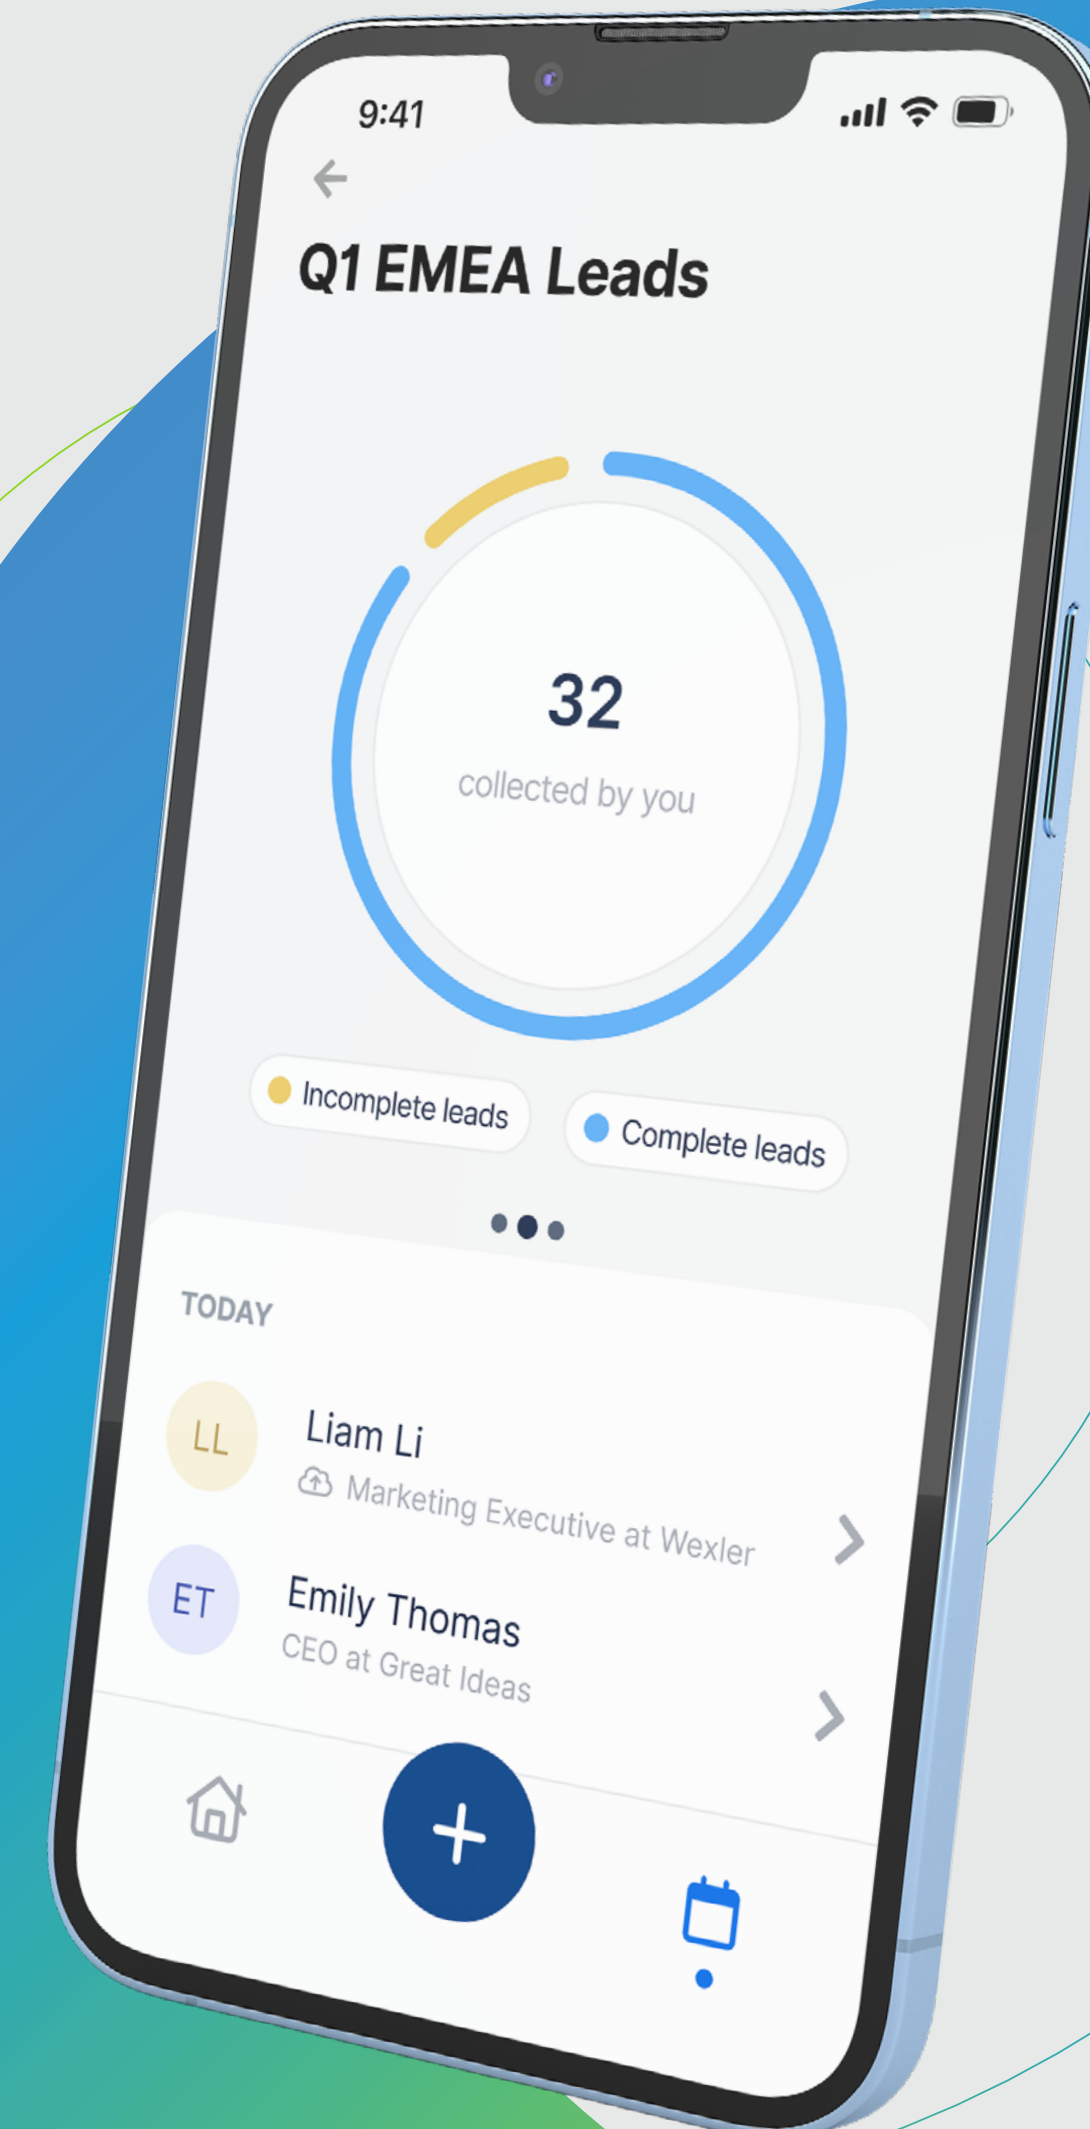 9:41
Q1 EMEA Leads
32
collected by you
Incomplete leads
Complete leads
TODAY
LL
Liam Li
Marketing Executive at Wexler
ET
Emily Thomas
CEO at Great Ideas